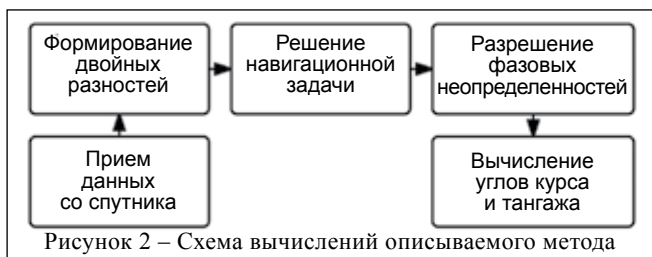 Формирование
двойных
разностей
Решение
навигационной
задачи
Разрешение
фазовых
неопределенностей
Прием
данных
со спутника
Вычисление
углов курса
и тангажа
Рисунок 2 – Схема вычислений описываемого метода